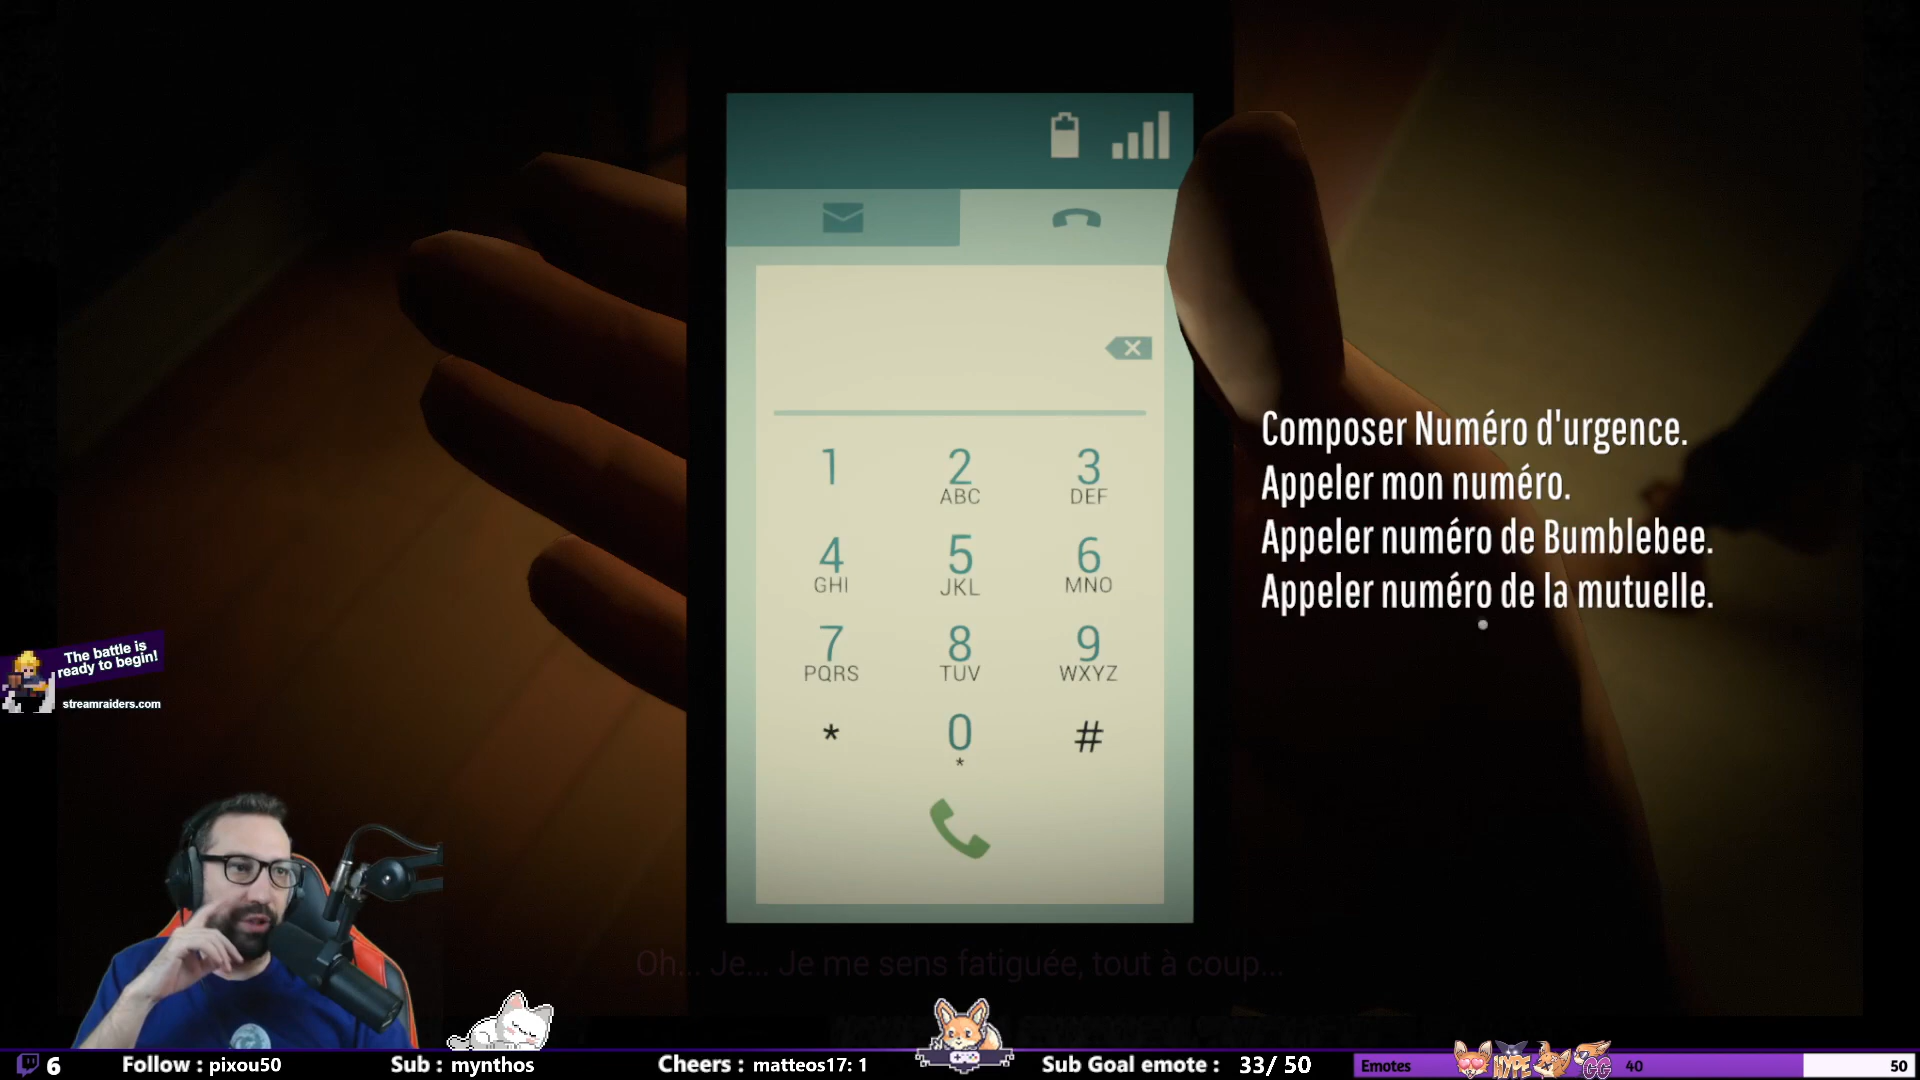 Composer Numéro d'urgence.
Appeler mon numéro.
Appeler numéro de Bumblebee.
Appeler numéro de la mutuelle.
1
2
3
ABC
DEF
4
5
6
GHI
JKL
MNO
7
8
9
PQRS
TUV
WXYZ
*
0
#
*
The battle is
ready to begin!
streamraiders.com
Oh... Je... Je me sens fatiguée, tout à coup...
6
Follow : pixou50
Sub : mynthos
Cheers : matteos17: 1
Sub Goal emote : 33/ 50
Emotes
HYPE
GG
40
50